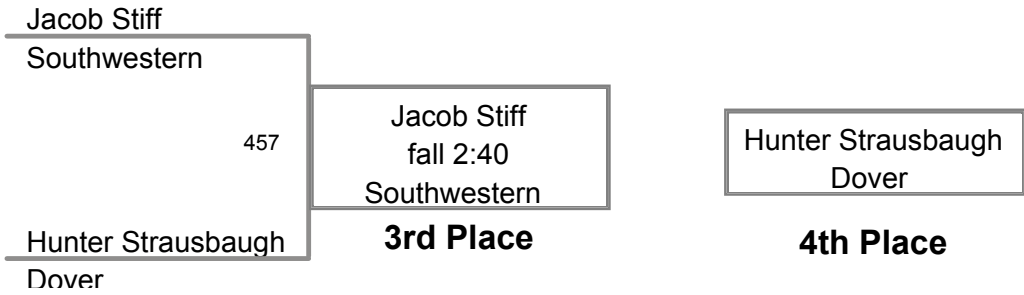 Jacob Stiff
Southwestern
457
Hunter Strausbaugh
Dover
Jacob Stiff
fall 2:40
Southwestern
3rd Place
Hunter Strausbaugh
Dover
4th Place